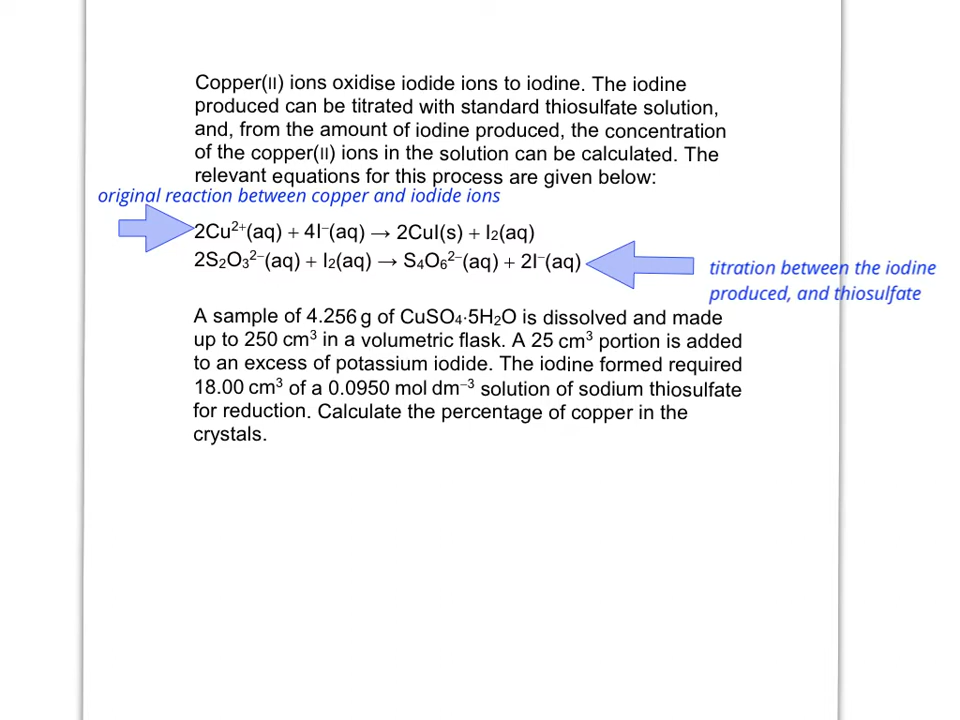 Copper(II) ions oxidise iodide ions to iodine. The iodine
produced can be titrated with standard thiosulfate solution,
and, from the amount of iodine produced, the concentration
of the copper(II) ions in the solution can be calculated. The
relevant equations for this process are given below:
original reaction between copper and iodide ions
2Cu²⁺(aq) + 4I⁻(aq) → 2CuI(s) + I₂(aq)
2S₂O₃²⁻(aq) + I₂(aq) → S₄O₆²⁻(aq) + 2I⁻(aq)
titration between the iodine
produced, and thiosulfate
A sample of 4.256 g of CuSO₄·5H₂O is dissolved and made
up to 250 cm³ in a volumetric flask. A 25 cm³ portion is added
to an excess of potassium iodide. The iodine formed required
18.00 cm³ of a 0.0950 mol dm⁻³ solution of sodium thiosulfate
for reduction. Calculate the percentage of copper in the
crystals.